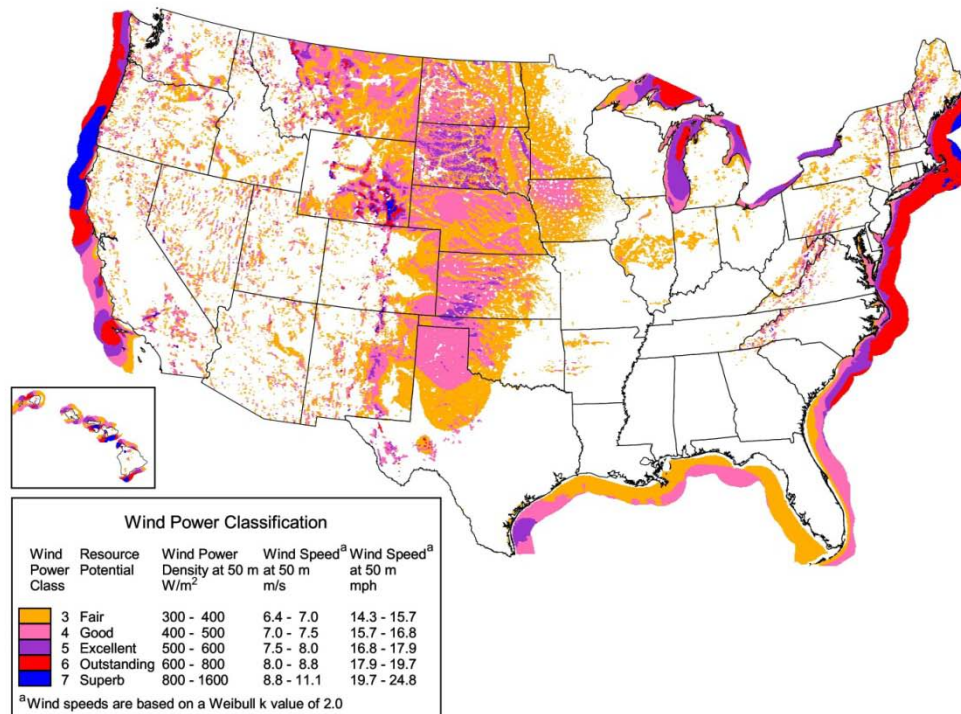 Wind Power Classification
Wind Resource Wind Power Wind Speedᵃ Wind Speedᵃ
Power Potential Density at 50 m at 50 m at 50 m
Class W/m² m/s mph
3 Fair 300 - 400 6.4 - 7.0 14.3 - 15.7
4 Good 400 - 500 7.0 - 7.5 15.7 - 16.8
5 Excellent 500 - 600 7.5 - 8.0 16.8 - 17.9
6 Outstanding 600 - 800 8.0 - 8.8 17.9 - 19.7
7 Superb 800 - 1600 8.8 - 11.1 19.7 - 24.8
ᵃWind speeds are based on a Weibull k value of 2.0